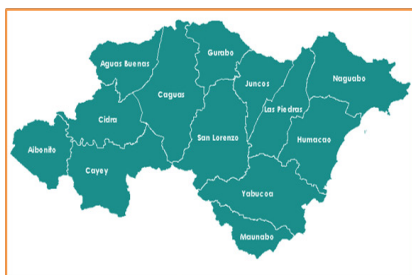 Gurabo
Aguas Buenas
Naguabo
Juncos
Caguas
Las Piedras
Cidra
San Lorenzo
Humacao
Aibonito
Cayey
Yabucoa
Maunabo